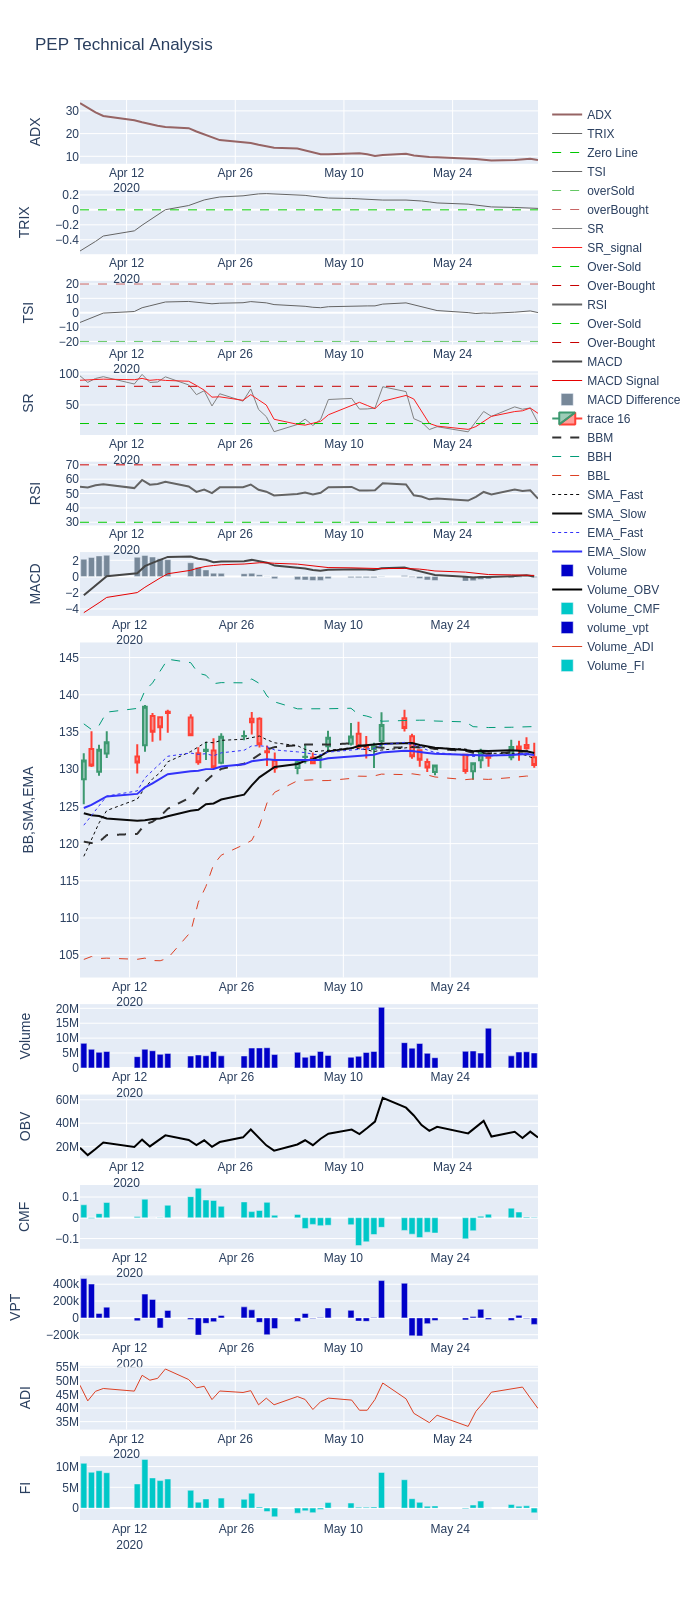 PEP Technical Analysis
ADX
30
20
10
Apr 12
2020
Apr 26
May 10
May 24
TRIX
0.2
0
−0.2
−0.4
Apr 12
2020
Apr 26
May 10
May 24
TSI
20
10
0
−10
−20
Apr 12
2020
Apr 26
May 10
May 24
SR
100
50
Apr 12
2020
Apr 26
May 10
May 24
RSI
70
60
50
40
30
Apr 12
2020
Apr 26
May 10
May 24
MACD
2
0
−2
−4
Apr 12
2020
Apr 26
May 10
May 24
BB,SMA,EMA
145
140
135
130
125
120
115
110
105
Apr 12
2020
Apr 26
May 10
May 24
Volume
20M
15M
10M
5M
0
Apr 12
2020
Apr 26
May 10
May 24
OBV
60M
40M
20M
Apr 12
2020
Apr 26
May 10
May 24
CMF
0.1
0
−0.1
Apr 12
2020
Apr 26
May 10
May 24
VPT
400k
200k
0
−200k
Apr 12
2020
Apr 26
May 10
May 24
ADI
55M
50M
45M
40M
35M
Apr 12
2020
Apr 26
May 10
May 24
FI
10M
5M
0
Apr 12
2020
Apr 26
May 10
May 24
ADX
TRIX
Zero Line
TSI
overSold
overBought
SR
SR_signal
Over-Sold
Over-Bought
RSI
Over-Sold
Over-Bought
MACD
MACD Signal
MACD Difference
trace 16
BBM
BBH
BBL
SMA_Fast
SMA_Slow
EMA_Fast
EMA_Slow
Volume
Volume_OBV
Volume_CMF
volume_vpt
Volume_ADI
Volume_FI